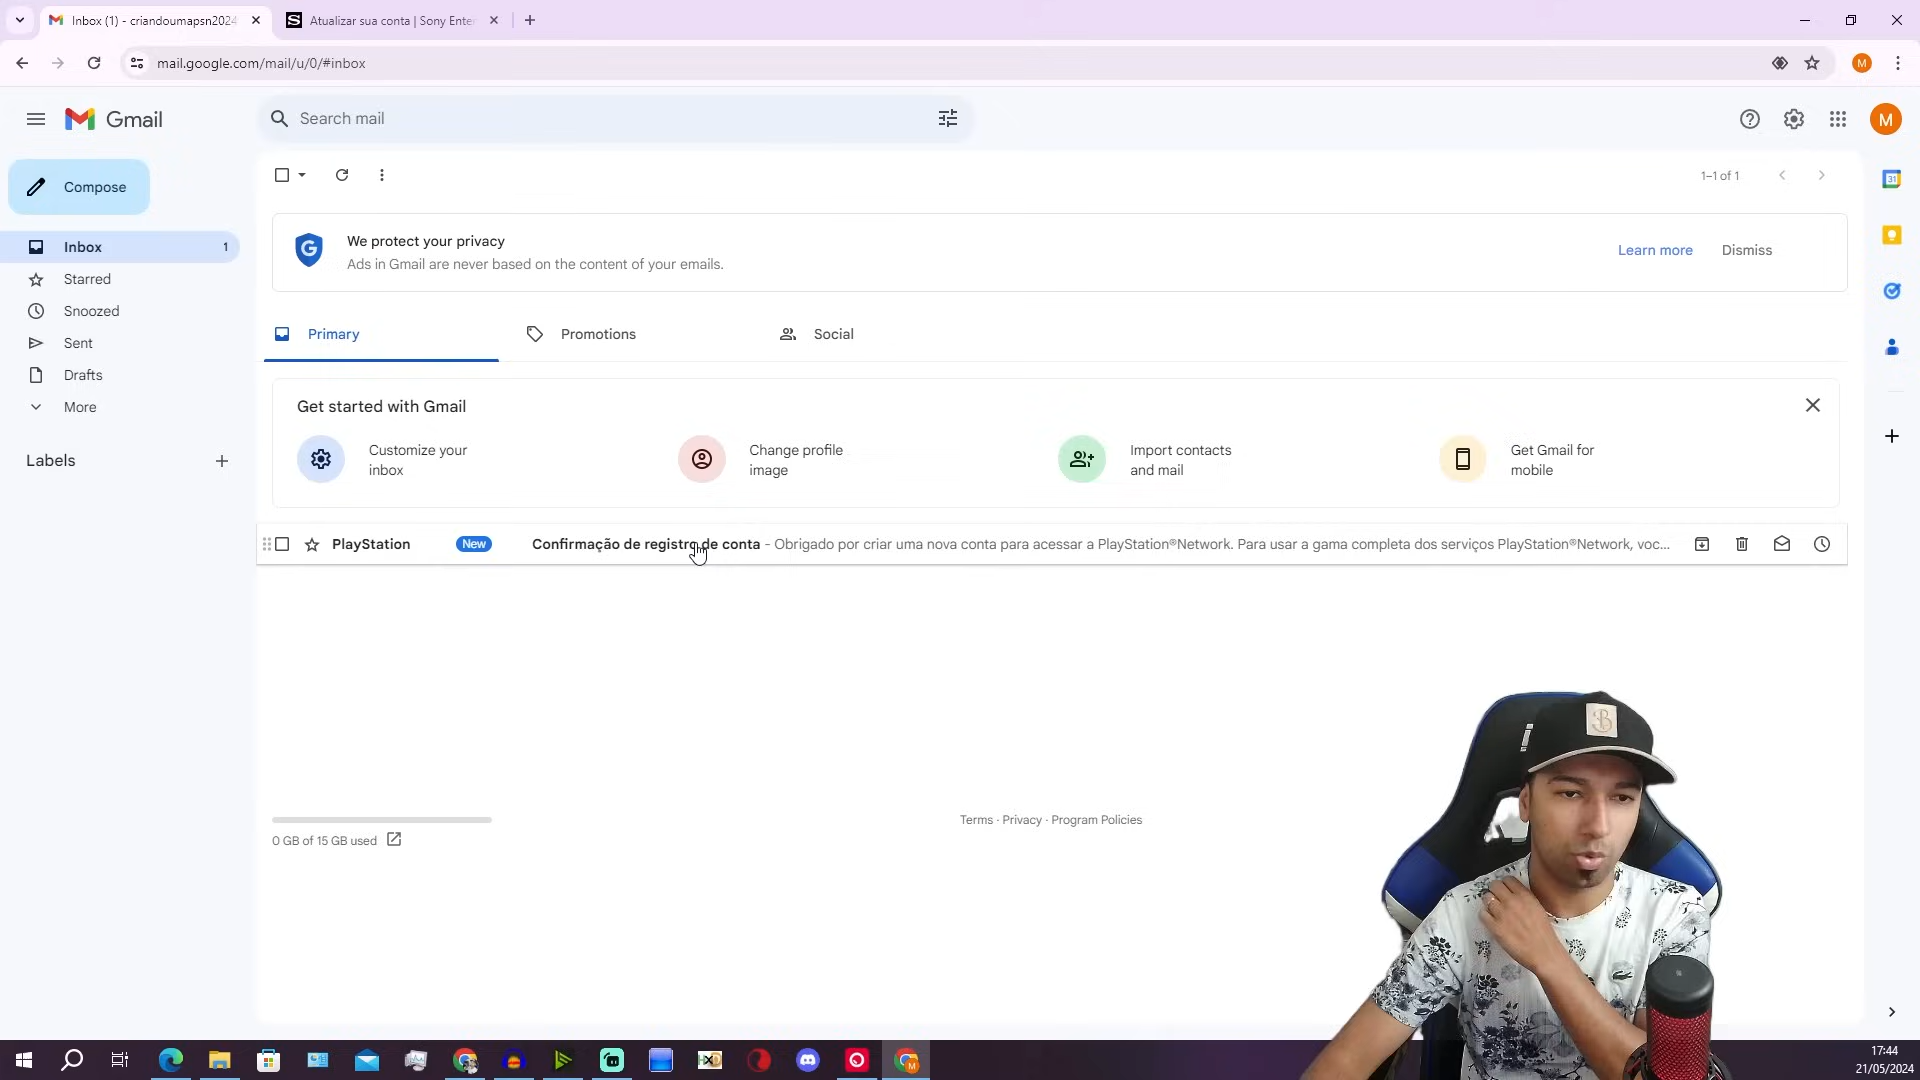 Inbox (1) - criandoumapsn2024
Atualizar sua conta | Sony Enter
mail.google.com/mail/u/0/#inbox
M
Gmail
Search mail
M
Compose
1–1 of 1
31
G
We protect your privacy
Ads in Gmail are never based on the content of your emails.
Learn more
Dismiss
Inbox
1
Starred
Snoozed
Sent
Drafts
More
Labels
Primary
Promotions
Social
Get started with Gmail
Customize your
inbox
Change profile
image
Import contacts
and mail
Get Gmail for
mobile
PlayStation
New
Confirmação de registro de conta - Obrigado por criar uma nova conta para acessar a PlayStation®Network. Para usar a gama completa dos serviços PlayStation®Network, voc...
Terms · Privacy · Program Policies
0 GB of 15 GB used
17:44
21/05/2024